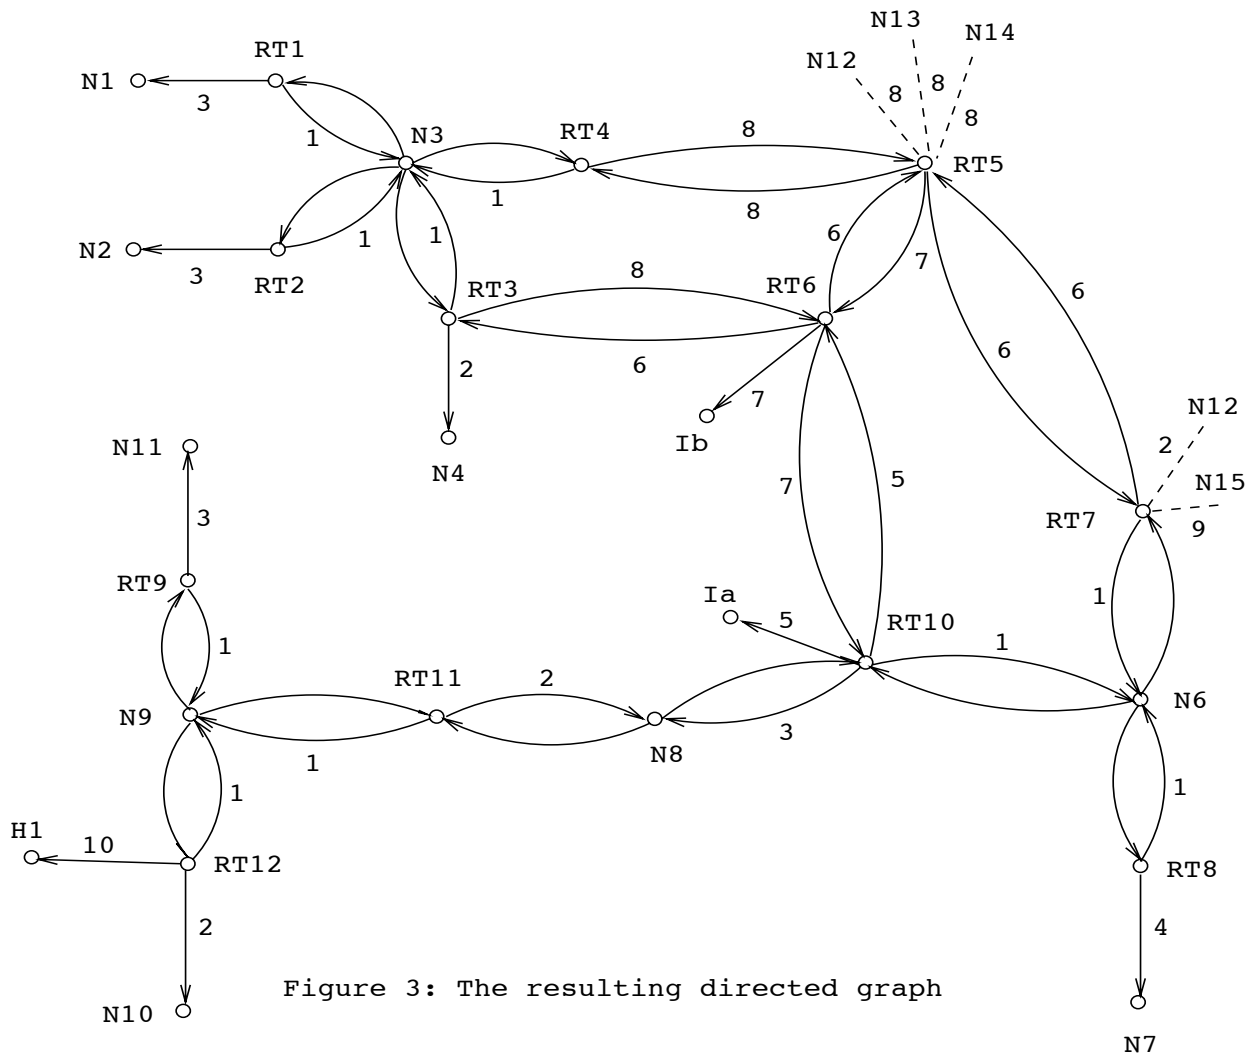 N13
N14
RT1
N12
N1
8
8
3
8
1
N3
RT4
8
RT5
1
8
1
1
6
N2
7
3
RT2
RT3
8
RT6
6
6
6
2
7
N12
N11
Ib
2
N4
5
7
N15
3
RT7
9
RT9
Ia
1
5
RT10
1
1
RT11
2
N9
N6
3
N8
1
1
1
H1
10
RT12
RT8
2
4
Figure 3: The resulting directed graph
N10
N7